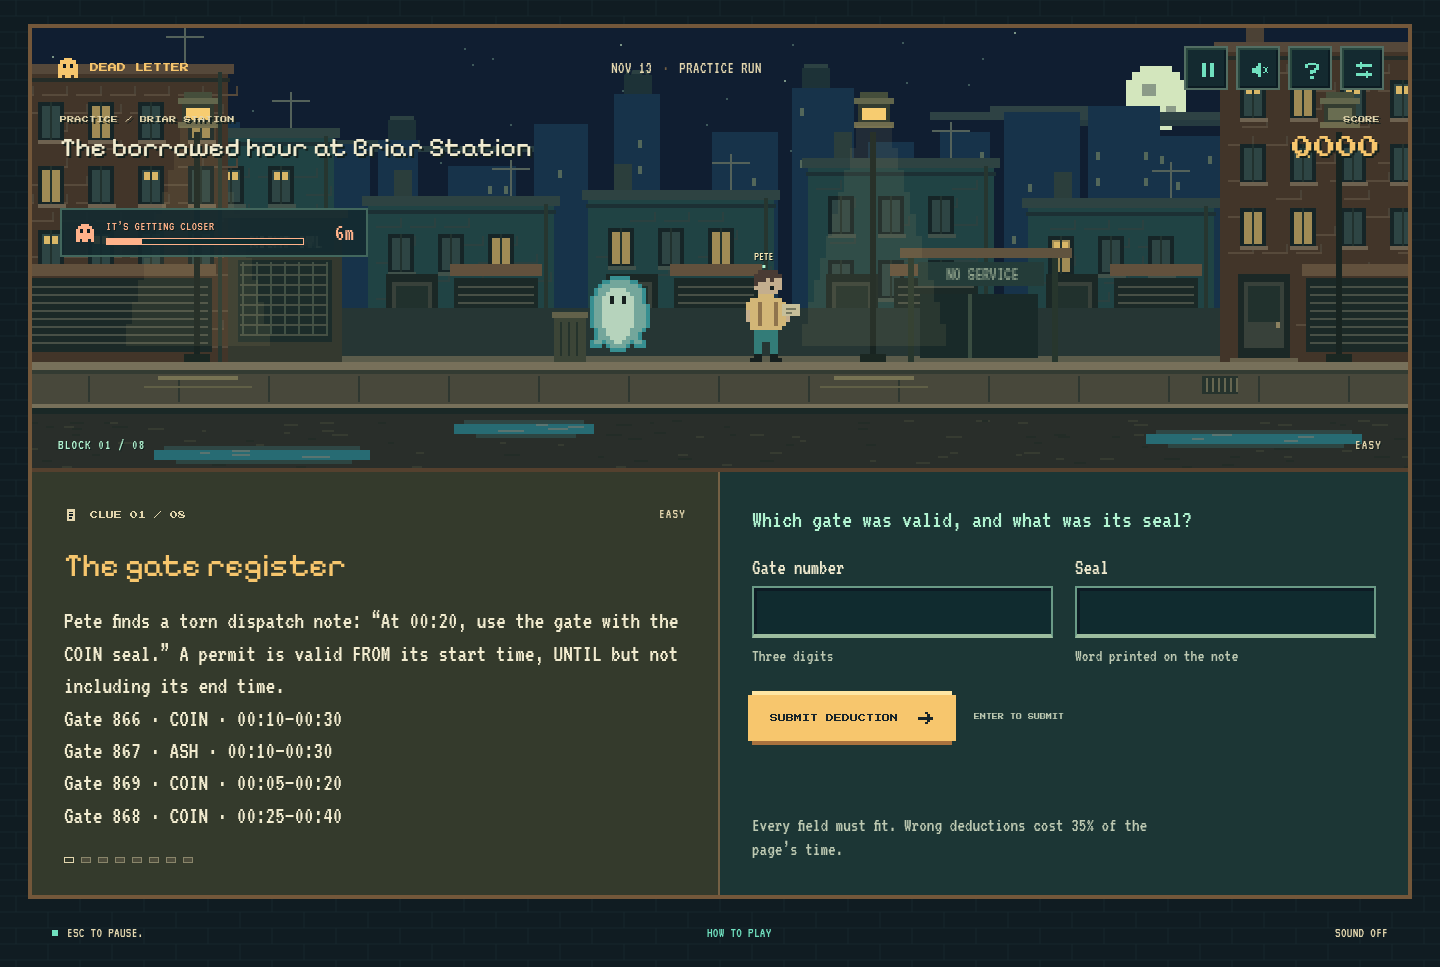 DEAD LETTER
NOV 13 · PRACTICE RUN
PRACTICE / BRIAR STATION
SCORE
The borrowed hour at Briar Station
0000
IT'S GETTING CLOSER
6m
PETE
NO SERVICE
BLOCK 01 / 08
EASY
CLUE 01 / 08
EASY
The gate register
Pete finds a torn dispatch note: “At 00:20, use the gate with the
COIN seal.” A permit is valid FROM its start time, UNTIL but not
including its end time.
Gate 866 · COIN · 00:10–00:30
Gate 867 · ASH · 00:10–00:30
Gate 869 · COIN · 00:05–00:20
Gate 868 · COIN · 00:25–00:40
Which gate was valid, and what was its seal?
Gate number
Seal
Three digits
Word printed on the note
SUBMIT DEDUCTION
ENTER TO SUBMIT
Every field must fit. Wrong deductions cost 35% of the
page’s time.
ESC TO PAUSE.
HOW TO PLAY
SOUND OFF